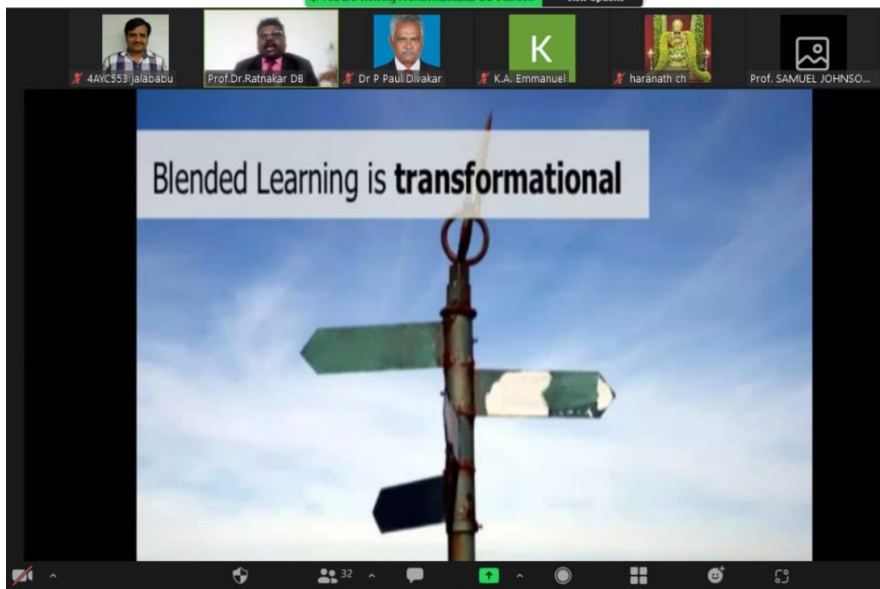 4AYC553 jalababu
Prof.Dr.Ratnakar DB
Dr P Paul Divakar
K
K.A. Emmanuel
haranath ch
Prof. SAMUEL JOHNSO...
Blended Learning is transformational
32